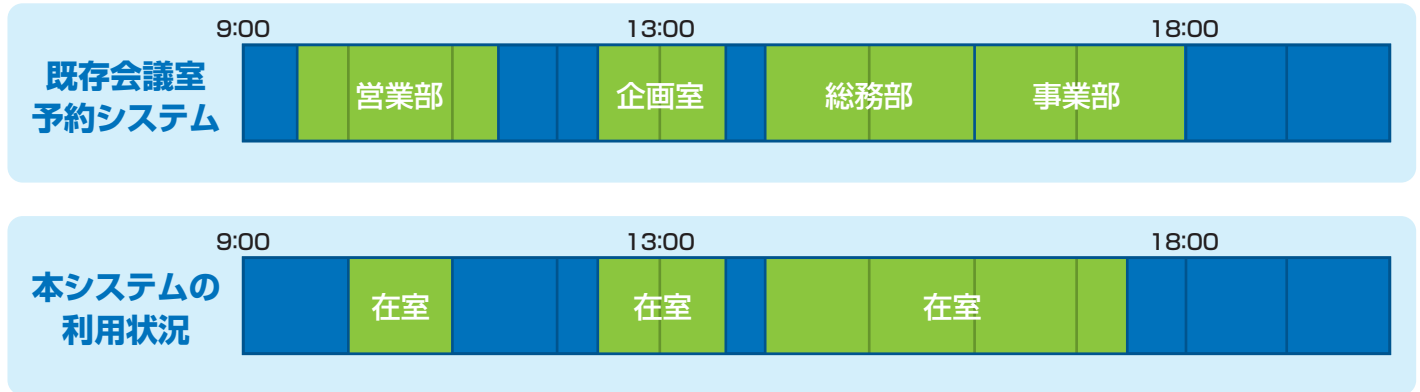 9:00 13:00 18:00
既存会議室
予約システム
営業部 企画室 総務部 事業部
9:00 13:00 18:00
本システムの
利用状況
在室 在室 在室